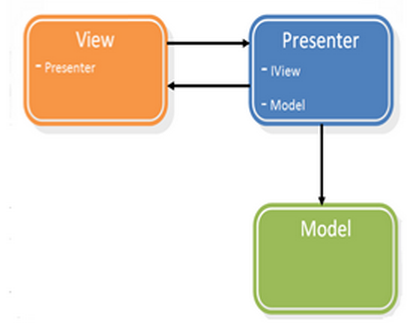 View
- Presenter
Presenter
- IView
- Model
Model